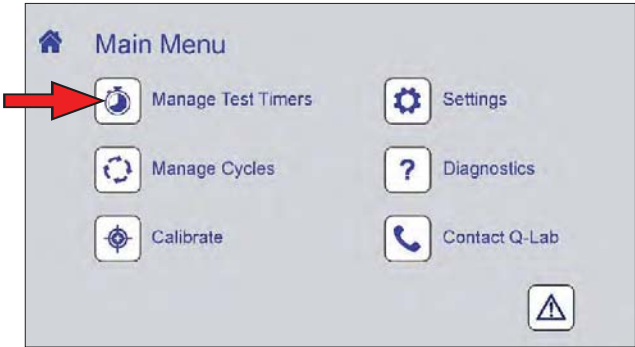 Main Menu
Manage Test Timers
Settings
Manage Cycles
?
Diagnostics
Calibrate
Contact Q-Lab